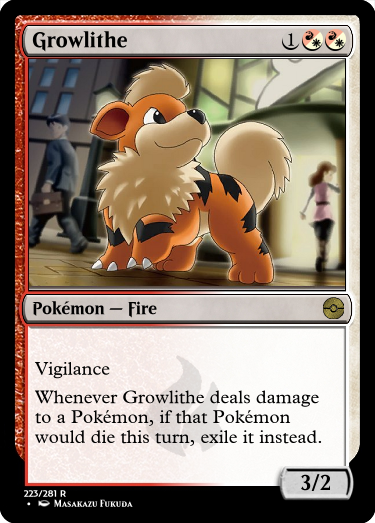 Growlithe 1
Pokémon — Fire
Vigilance
Whenever Growlithe deals damage
to a Pokémon, if that Pokémon
would die this turn, exile it instead.
3/2
223/281 R
• Masakazu Fukuda